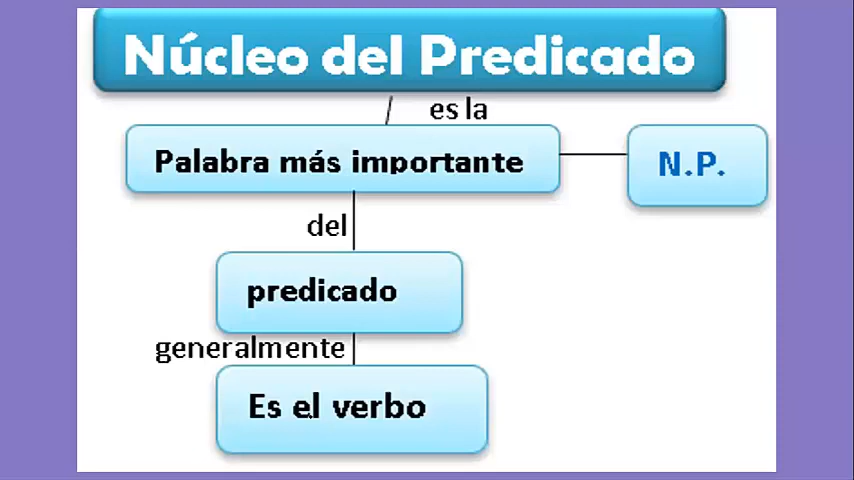 Núcleo del Predicado
es la
Palabra más importante
N.P.
del
predicado
generalmente
Es el verbo